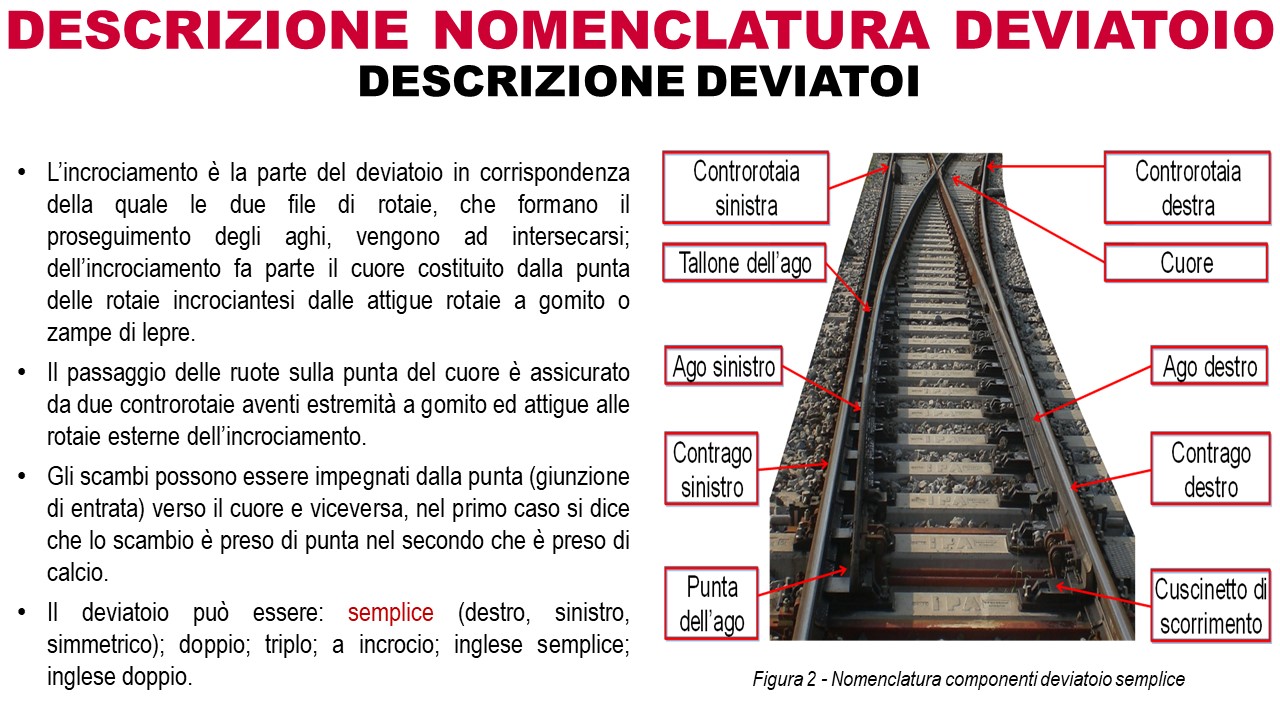 DESCRIZIONE NOMENCLATURA DEVIATOIO
DESCRIZIONE DEVIATOI
• L’incrociamento è la parte del deviatoio in corrispondenza
della quale le due file di rotaie, che formano il
proseguimento degli aghi, vengono ad intersecarsi;
dell’incrociamento fa parte il cuore costituito dalla punta
delle rotaie incrociantesi dalle attigue rotaie a gomito o
zampe di lepre.
• Il passaggio delle ruote sulla punta del cuore è assicurato
da due controrotaie aventi estremità a gomito ed attigue alle
rotaie esterne dell’incrociamento.
• Gli scambi possono essere impegnati dalla punta (giunzione
di entrata) verso il cuore e viceversa, nel primo caso si dice
che lo scambio è preso di punta nel secondo che è preso di
calcio.
• Il deviatoio può essere: semplice (destro, sinistro,
simmetrico); doppio; triplo; a incrocio; inglese semplice;
inglese doppio.
Controrotaia
sinistra
Controrotaia
destra
Tallone dell’ago
Cuore
Ago sinistro
Ago destro
Contrago
sinistro
Contrago
destro
Punta
dell’ago
Cuscinetto di
scorrimento
IPA
IPA
Figura 2 - Nomenclatura componenti deviatoio semplice